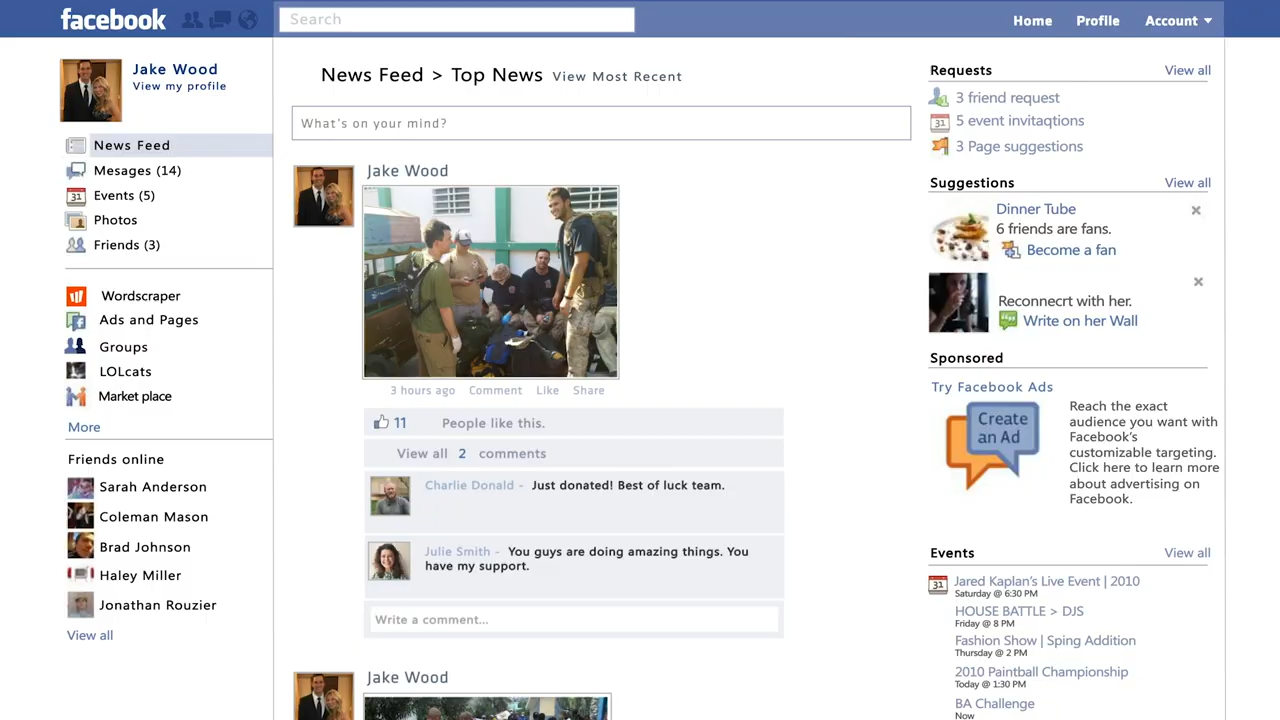 facebook
Search
Home Profile Account
Jake Wood
View my profile
News Feed
Mesages (14)
31 Events (5)
Photos
Friends (3)
Wordscraper
Ads and Pages
Groups
LOLcats
Market place
More
Friends online
Sarah Anderson
Coleman Mason
Brad Johnson
Haley Miller
Jonathan Rouzier
View all
News Feed > Top News View Most Recent
What's on your mind?
Jake Wood
3 hours ago Comment Like Share
11 People like this.
View all 2 comments
Charlie Donald - Just donated! Best of luck team.
Julie Smith - You guys are doing amazing things. You
have my support.
Write a comment...
Jake Wood
Requests View all
3 friend request
31 5 event invitaqtions
3 Page suggestions
Suggestions View all
Dinner Tube
6 friends are fans.
Become a fan
Reconnecrt with her.
Write on her Wall
Sponsored
Try Facebook Ads
Create
an Ad
Reach the exact
audience you want with
Facebook's
customizable targeting.
Click here to learn more
about advertising on
Facebook.
Events View all
31 Jared Kaplan's Live Event | 2010
Saturday @ 6:30 PM
HOUSE BATTLE > DJS
Friday @ 8 PM
Fashion Show | Sping Addition
Thursday @ 2 PM
2010 Paintball Championship
Today @ 1:30 PM
BA Challenge
Now